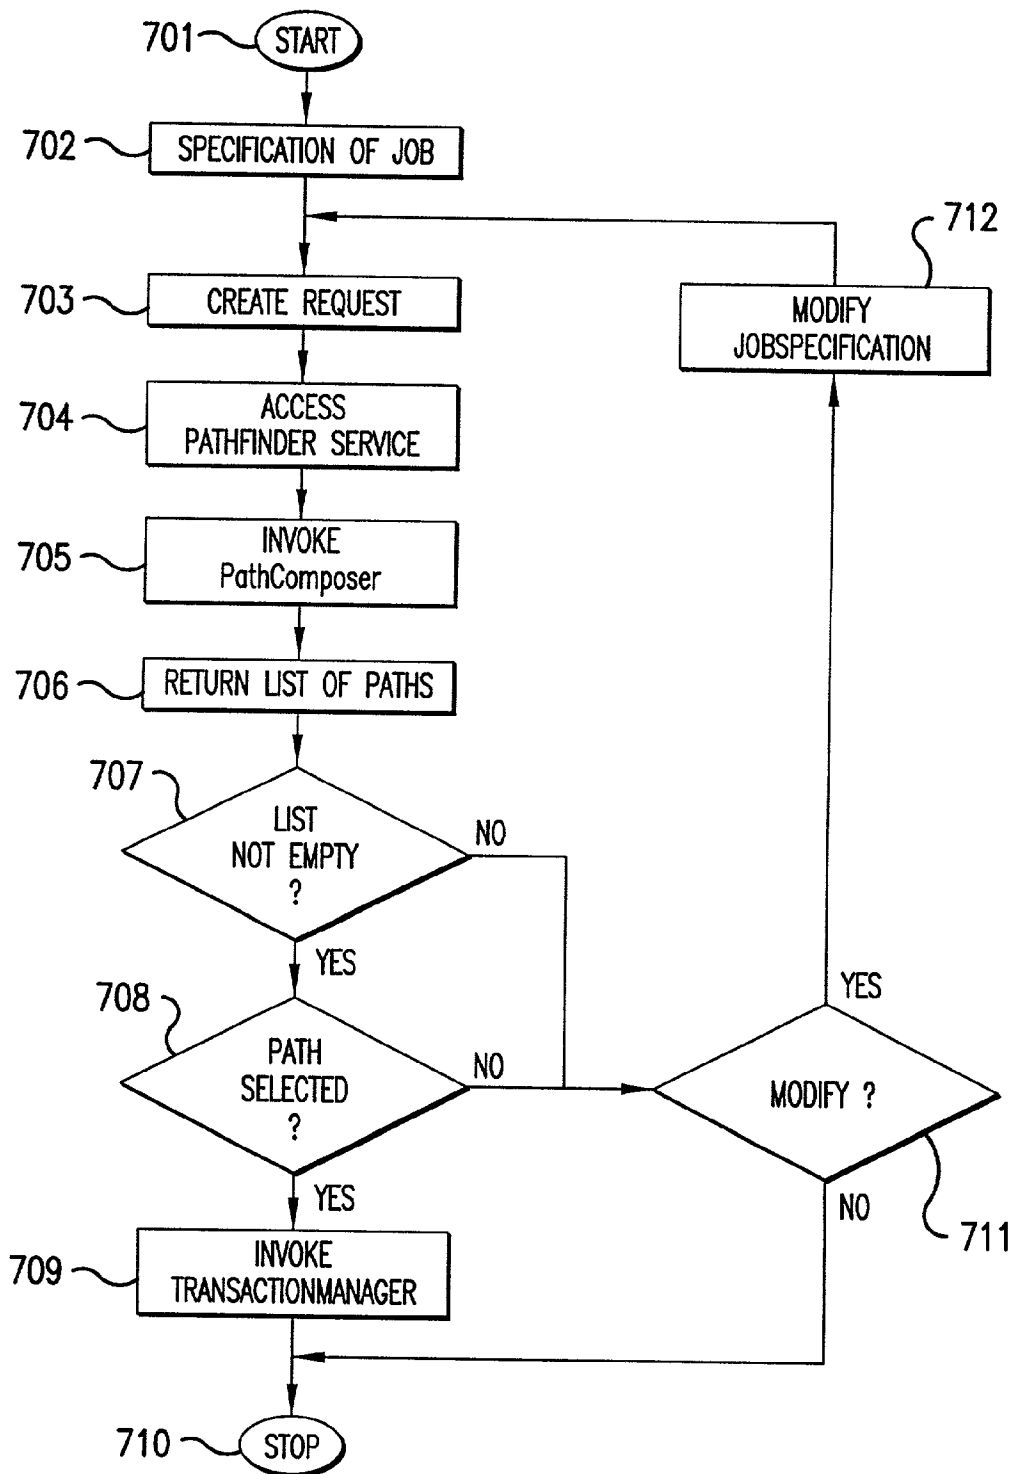 701
START
702
SPECIFICATION OF JOB
712
703
CREATE REQUEST
MODIFY
JOBSPECIFICATION
704
ACCESS
PATHFINDER SERVICE
705
INVOKE
PathComposer
706
RETURN LIST OF PATHS
707
LIST
NOT EMPTY
?
NO
YES
708
PATH
SELECTED
?
NO
YES
MODIFY ?
YES
NO
711
709
INVOKE
TRANSACTIONMANAGER
710
STOP